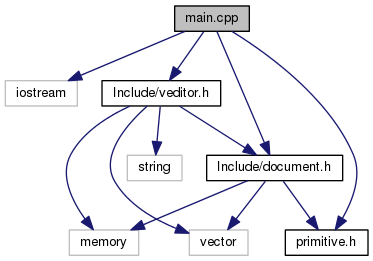 main.cpp
iostream
Include/veditor.h
string
Include/document.h
memory
vector
primitive.h